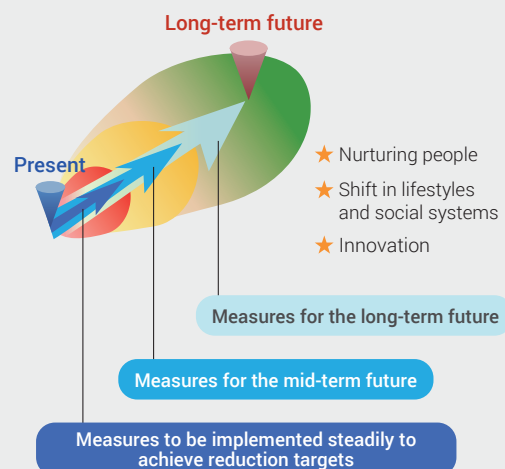 Long-term future
Present
★ Nurturing people
★ Shift in lifestyles
and social systems
★ Innovation
Measures for the long-term future
Measures for the mid-term future
Measures to be implemented steadily to
achieve reduction targets